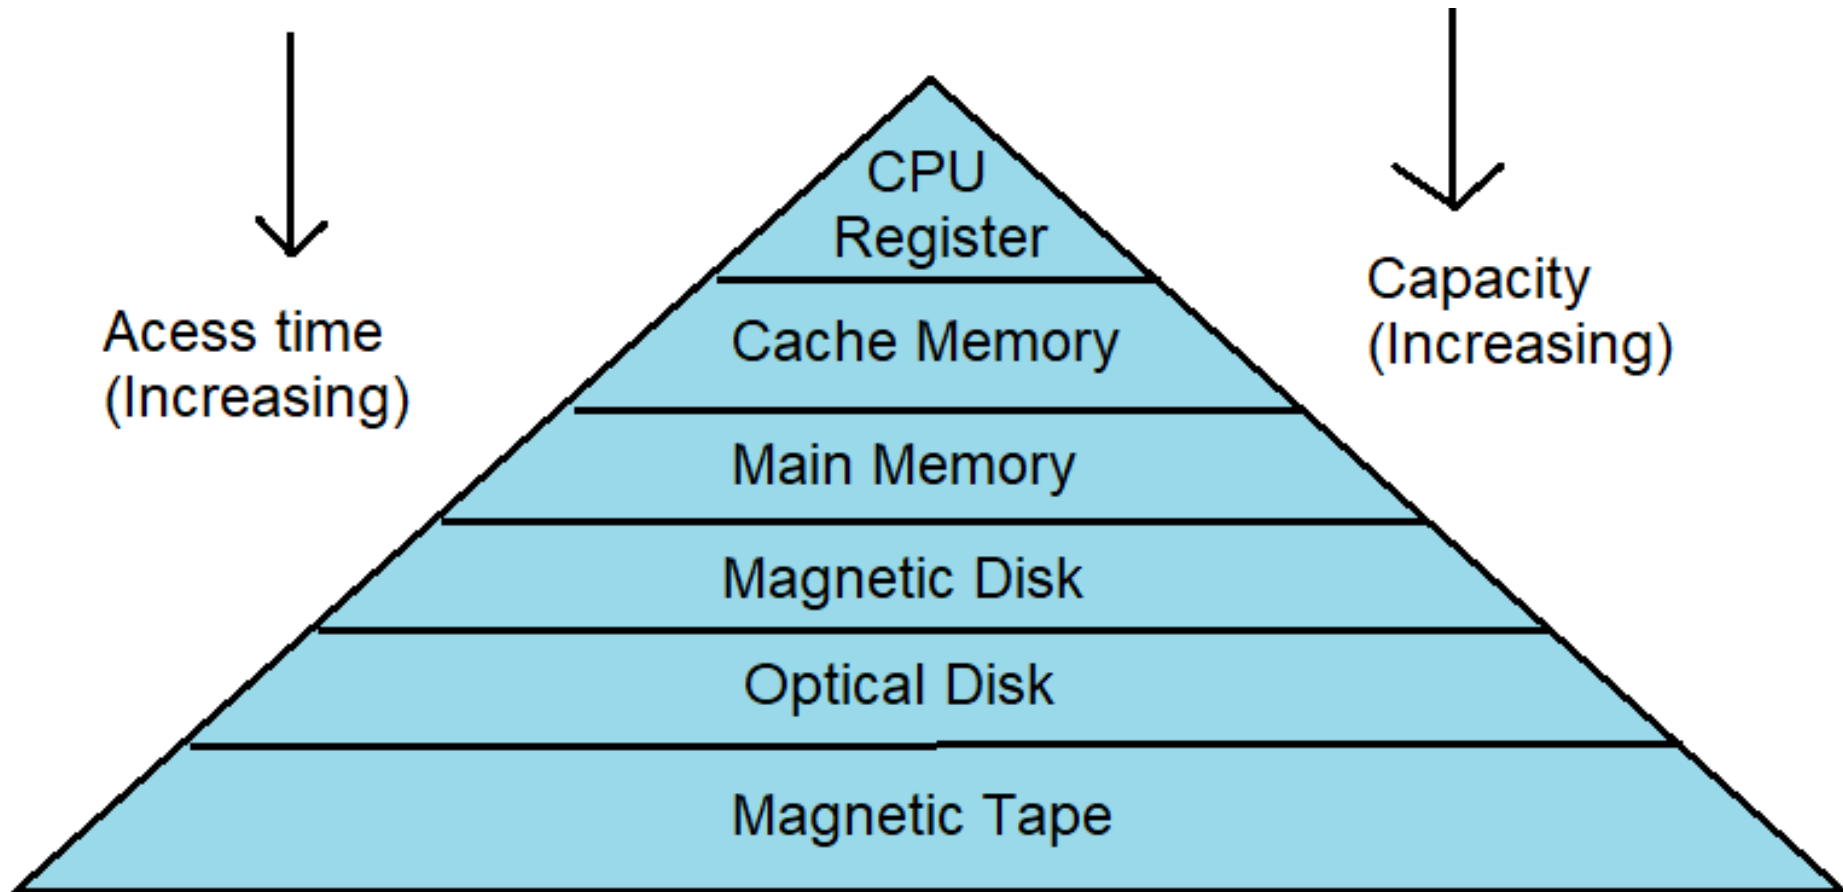 CPU
Register
Acess time
(Increasing)
Capacity
(Increasing)
Cache Memory
Main Memory
Magnetic Disk
Optical Disk
Magnetic Tape